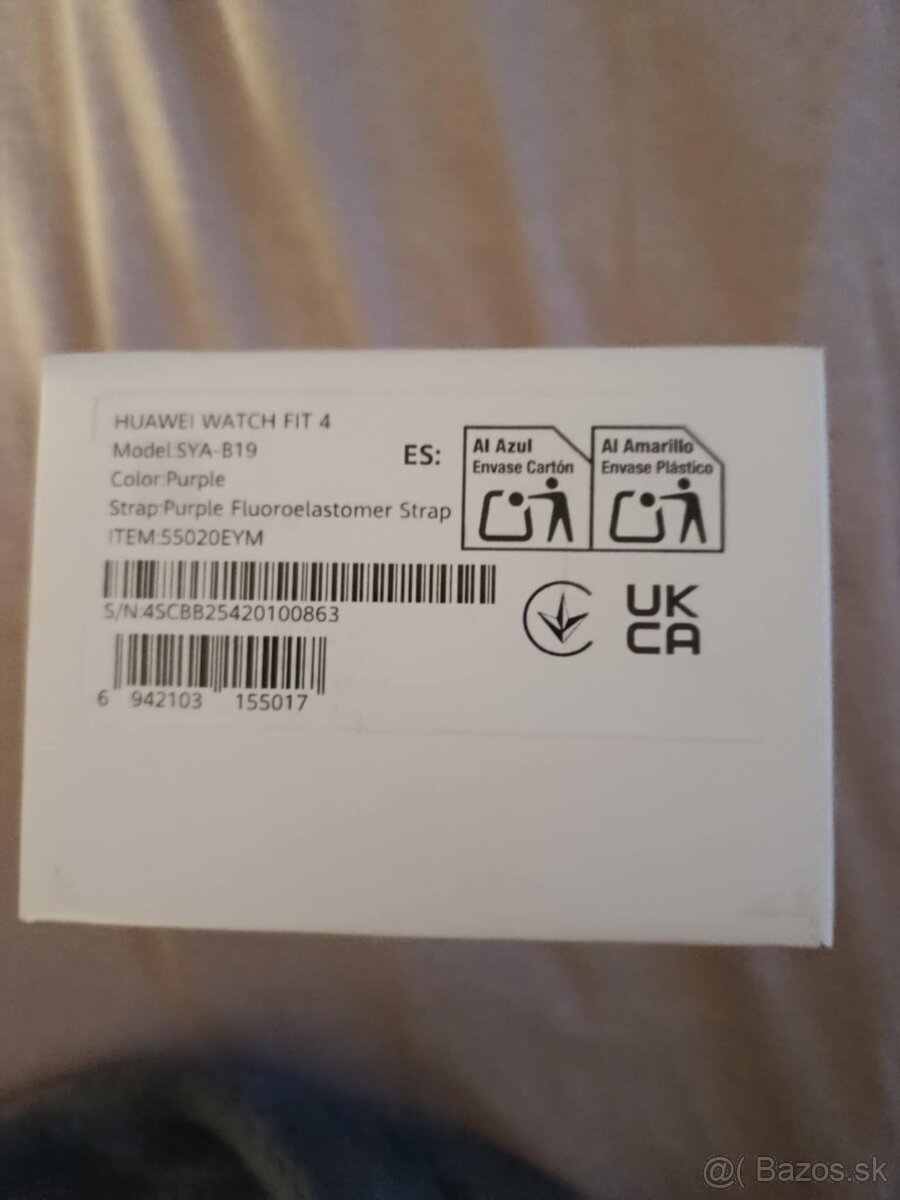 HUAWEI WATCH FIT 4
Model:SYA-B19
Color:Purple
Strap:Purple Fluoroelastomer Strap
ITEM:55020EYM
S/N:4SCBB25420100863
6 942103 155017
ES:
Al Azul
Envase Cartón
Al Amarillo
Envase Plástico
UK
CA
@( Bazos.sk